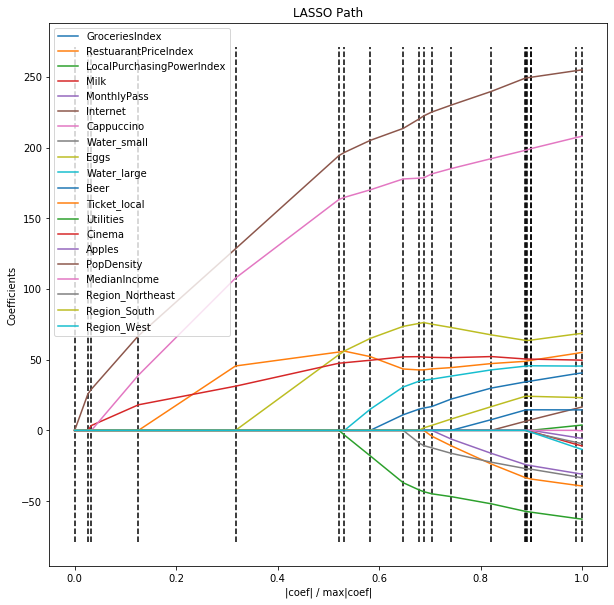 LASSO Path
GroceriesIndex
RestuarantPriceIndex
LocalPurchasingPowerIndex
Milk
MonthlyPass
Internet
Cappuccino
Water_small
Eggs
Water_large
Beer
Ticket_local
Utilities
Cinema
Apples
PopDensity
MedianIncome
Region_Northeast
Region_South
Region_West
Coefficients
250
200
150
100
50
0
−50
0.0 0.2 0.4 0.6 0.8 1.0
|coef| / max|coef|